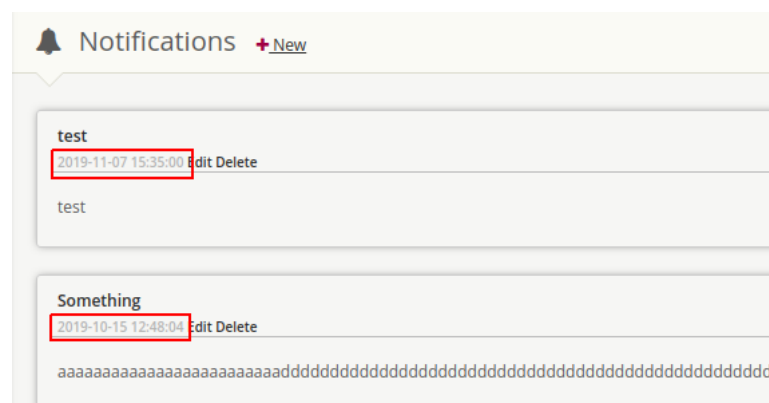 Notifications +New
test
2019-11-07 15:35:00 Edit Delete
test
Something
2019-10-15 12:48:04 Edit Delete